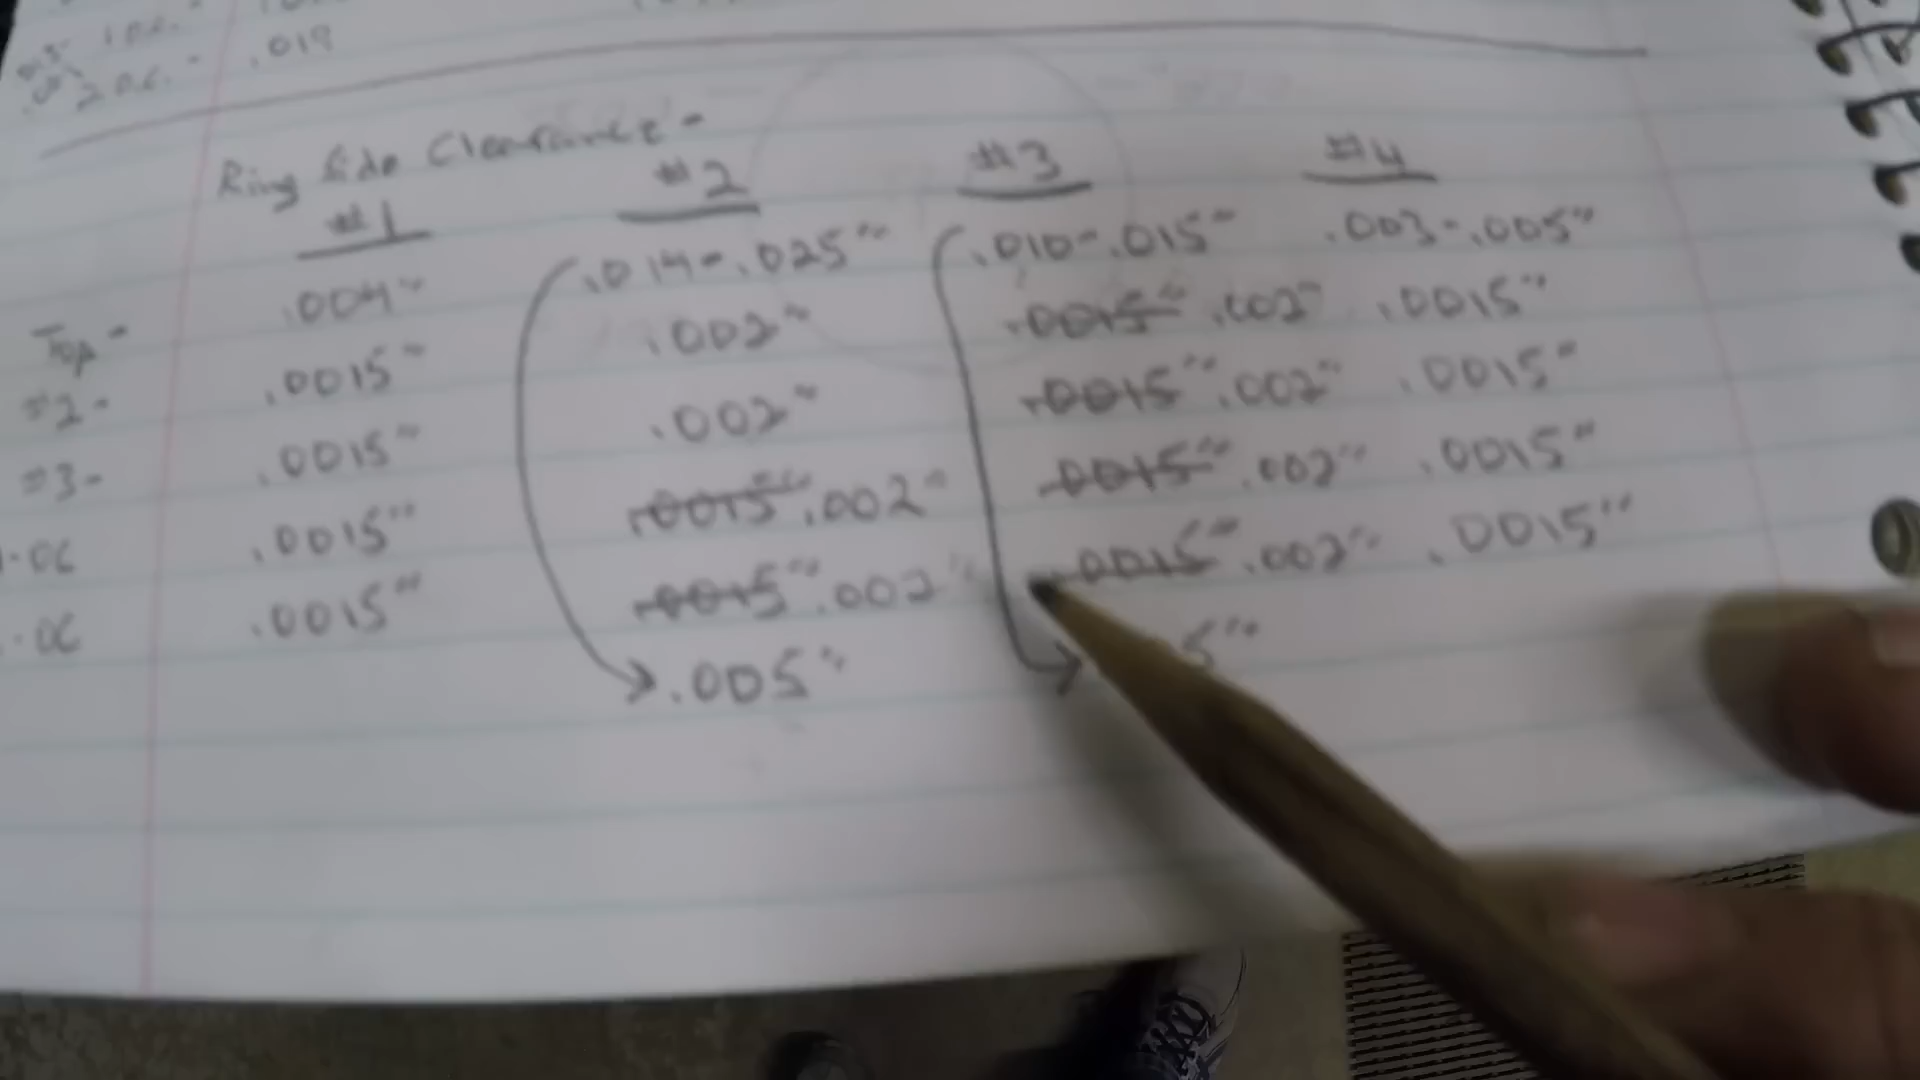 .019
2 O.C. -
Ring Side Clearance -
#1 #2 #3 #4
Top - .004" .014-.025" .010-.015" .003-.005"
#2- .0015" .002" .0015" .002" .0015"
#3- .0015" .002" .0015" .002" .0015"
.0015" .0015" .002" .0015" .002" .0015"
.0015" .0015" .002" .0015" .002" .0015"
.005" 5"